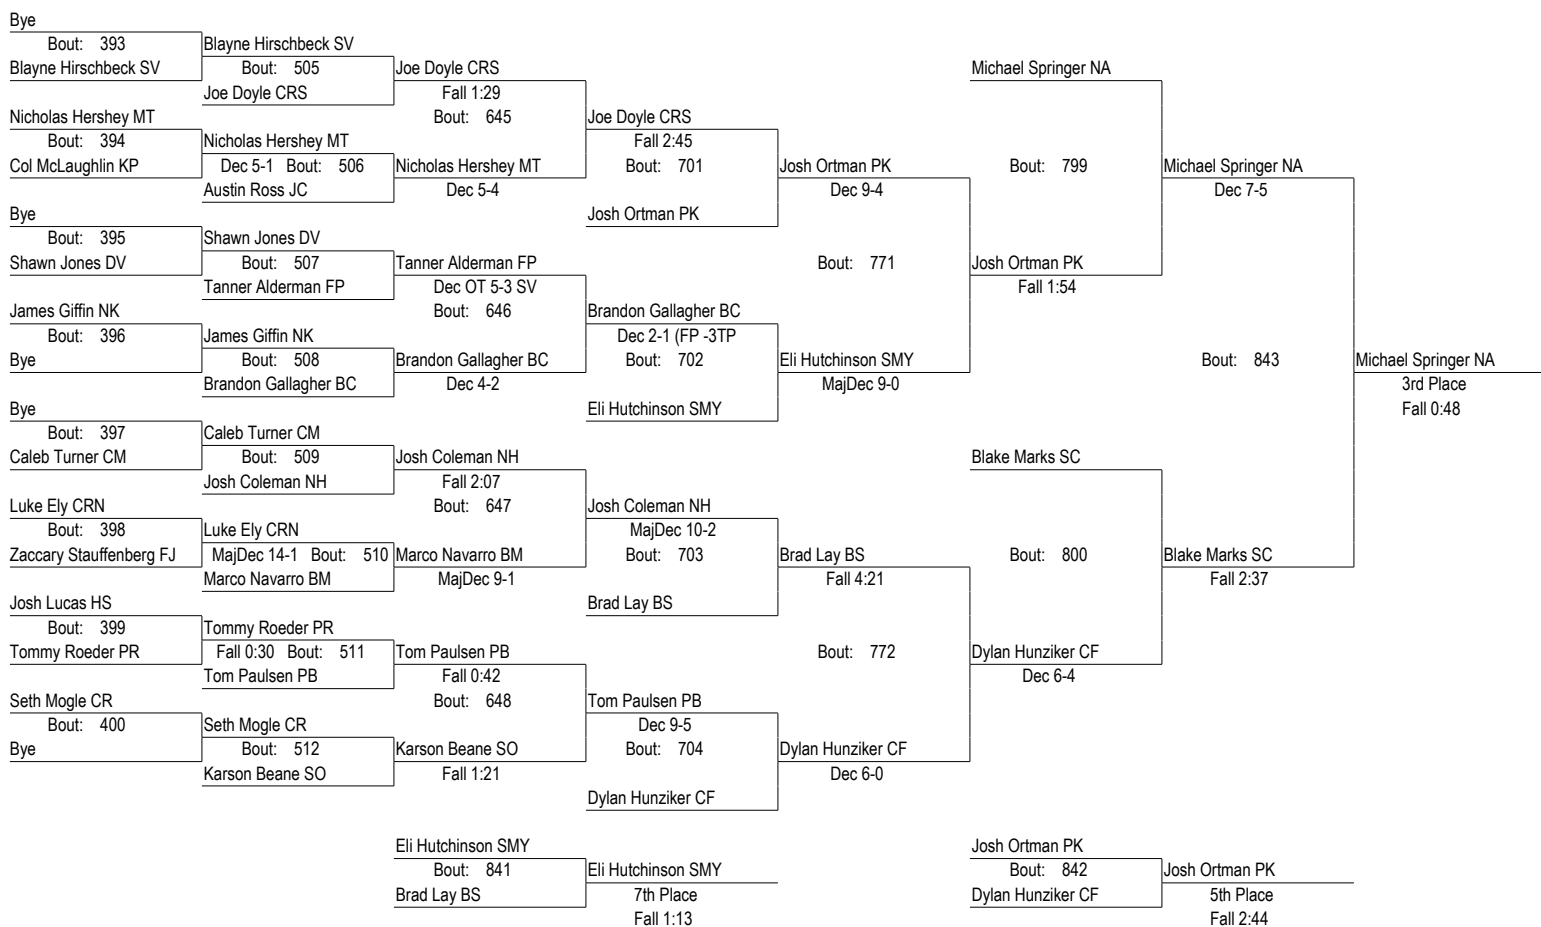 Bye
Bout: 393 Blayne Hirschbeck SV
Blayne Hirschbeck SV Bout: 505 Joe Doyle CRS Michael Springer NA
Joe Doyle CRS Fall 1:29
Nicholas Hershey MT Bout: 645 Joe Doyle CRS
Bout: 394 Nicholas Hershey MT Fall 2:45
Col McLaughlin KP Dec 5-1 Bout: 506 Nicholas Hershey MT Bout: 701 Josh Ortman PK Bout: 799 Michael Springer NA
Austin Ross JC Dec 5-4 Dec 9-4 Dec 7-5
Bye Josh Ortman PK
Bout: 395 Shawn Jones DV
Shawn Jones DV Bout: 507 Tanner Alderman FP Bout: 771 Josh Ortman PK
Tanner Alderman FP Dec OT 5-3 SV Fall 1:54
James Giffin NK Bout: 646 Brandon Gallagher BC
Bout: 396 James Giffin NK Dec 2-1 (FP -3TP
Bye Bout: 508 Brandon Gallagher BC Bout: 702 Eli Hutchinson SMY Bout: 843 Michael Springer NA
Brandon Gallagher BC Dec 4-2 MajDec 9-0 3rd Place
Bye Eli Hutchinson SMY Fall 0:48
Bout: 397 Caleb Turner CM
Caleb Turner CM Bout: 509 Josh Coleman NH Blake Marks SC
Josh Coleman NH Fall 2:07
Luke Ely CRN Bout: 647 Josh Coleman NH
Bout: 398 Luke Ely CRN MajDec 10-2
Zaccary Stauffenberg FJ MajDec 14-1 Bout: 510 Marco Navarro BM Bout: 703 Brad Lay BS Bout: 800 Blake Marks SC
Marco Navarro BM MajDec 9-1 Fall 4:21 Fall 2:37
Josh Lucas HS Brad Lay BS
Bout: 399 Tommy Roeder PR
Tommy Roeder PR Fall 0:30 Bout: 511 Tom Paulsen PB Bout: 772 Dylan Hunziker CF
Tom Paulsen PB Fall 0:42 Dec 6-4
Seth Mogle CR Bout: 648 Tom Paulsen PB
Bout: 400 Seth Mogle CR Dec 9-5
Bye Bout: 512 Karson Beane SO Bout: 704 Dylan Hunziker CF
Karson Beane SO Fall 1:21 Dec 6-0
Dylan Hunziker CF
Eli Hutchinson SMY Josh Ortman PK
Bout: 841 Eli Hutchinson SMY Bout: 842 Josh Ortman PK
Brad Lay BS 7th Place Dylan Hunziker CF 5th Place
Fall 1:13 Fall 2:44